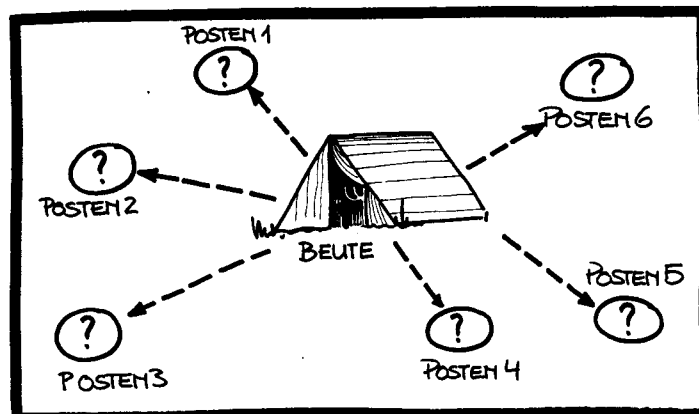 POSTEN 1
?
?
POSTEN 6
?
POSTEN 2
BEUTE
POSTEN 5
?
POSTEN 3
?
POSTEN 4
?